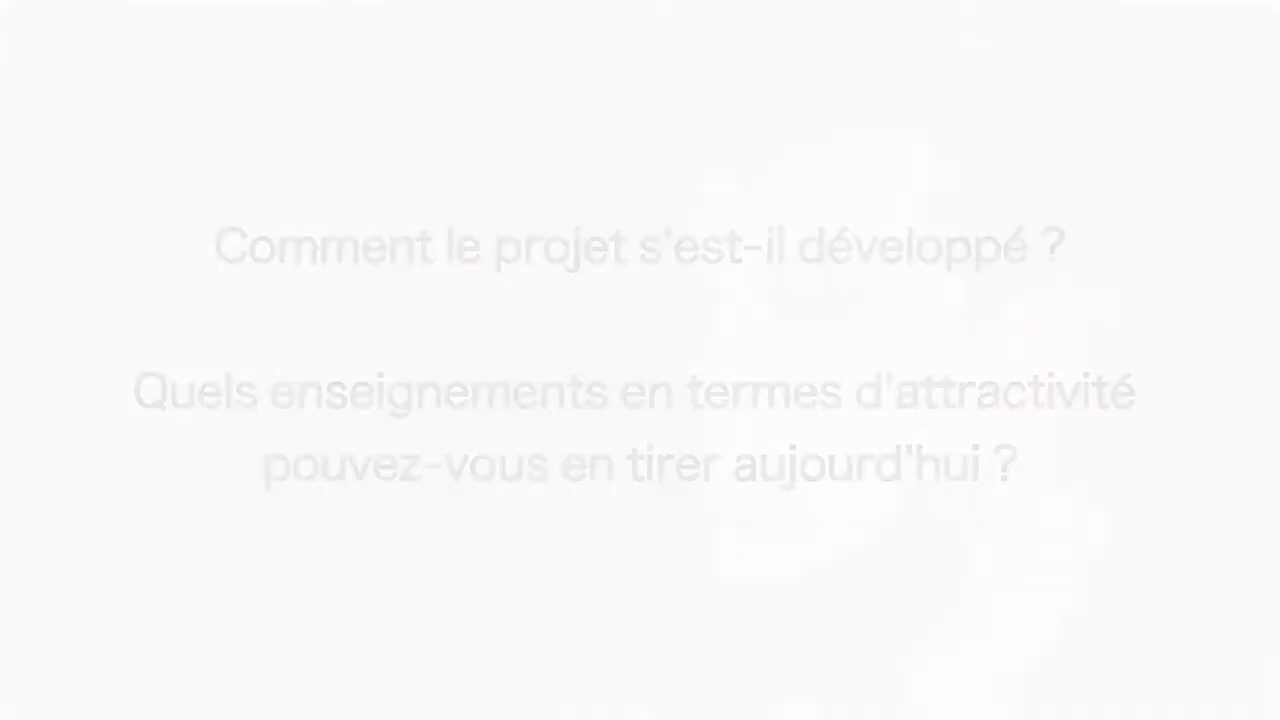 Comment le projet s'est-il développé ?
Quels enseignements en termes d'attractivité
pouvez-vous en tirer aujourd'hui ?